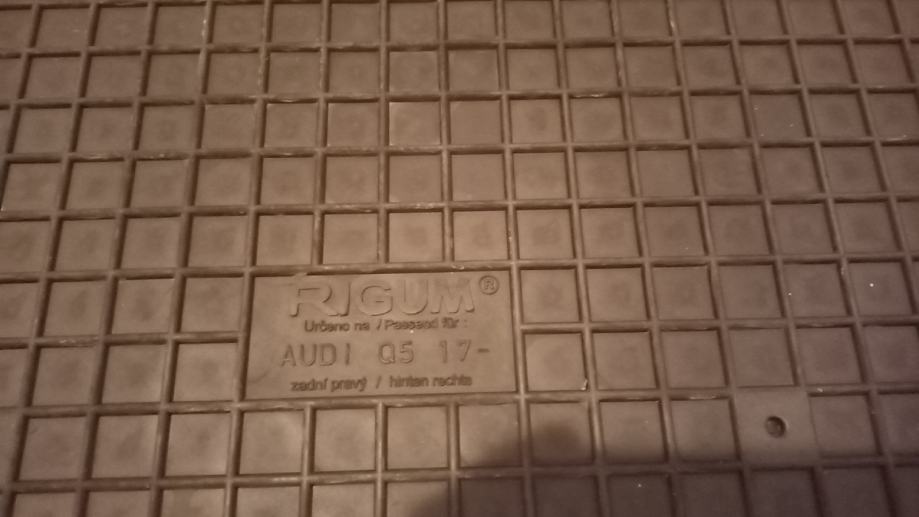 RIGUM®
Určeno na / Passend für :
AUDI Q5 17-
zadní pravý / hinten rechts